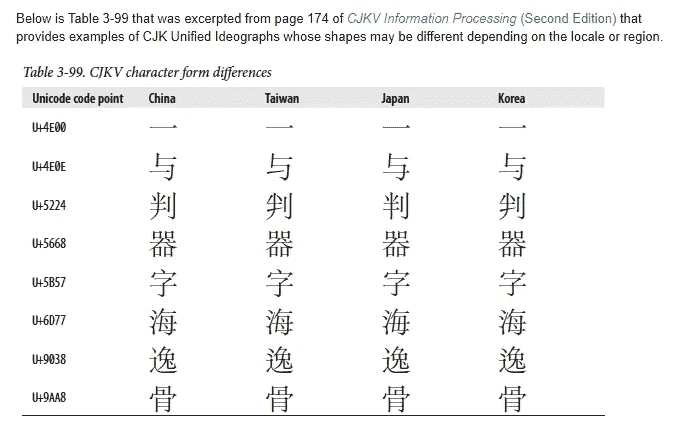 Below is Table 3-99 that was excerpted from page 174 of CJKV Information Processing (Second Edition) that
provides examples of CJK Unified Ideographs whose shapes may be different depending on the locale or region.
Table 3-99. CJKV character form differences
Unicode code point China Taiwan Japan Korea
U+4E00 一 一 一 一
U+4E0E 与 与 与 与
U+5224 判 判 判 判
U+5668 器 器 器 器
U+5B57 字 字 字 字
U+6D77 海 海 海 海
U+9038 逸 逸 逸 逸
U+9AA8 骨 骨 骨 骨